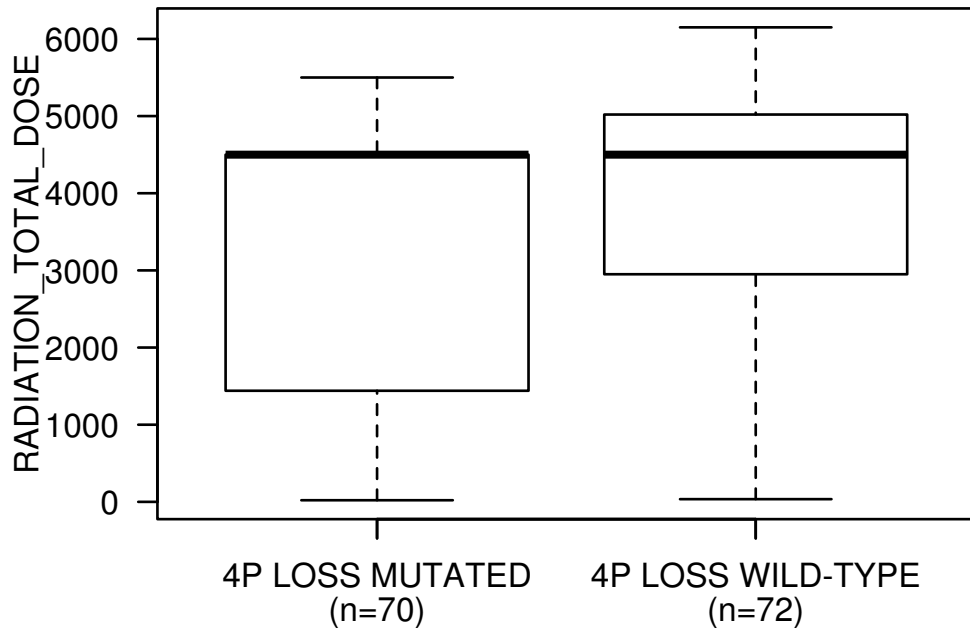 RADIATION_TOTAL_DOSE
6000
5000
4000
3000
2000
1000
0
4P LOSS MUTATED
(n=70)
4P LOSS WILD-TYPE
(n=72)